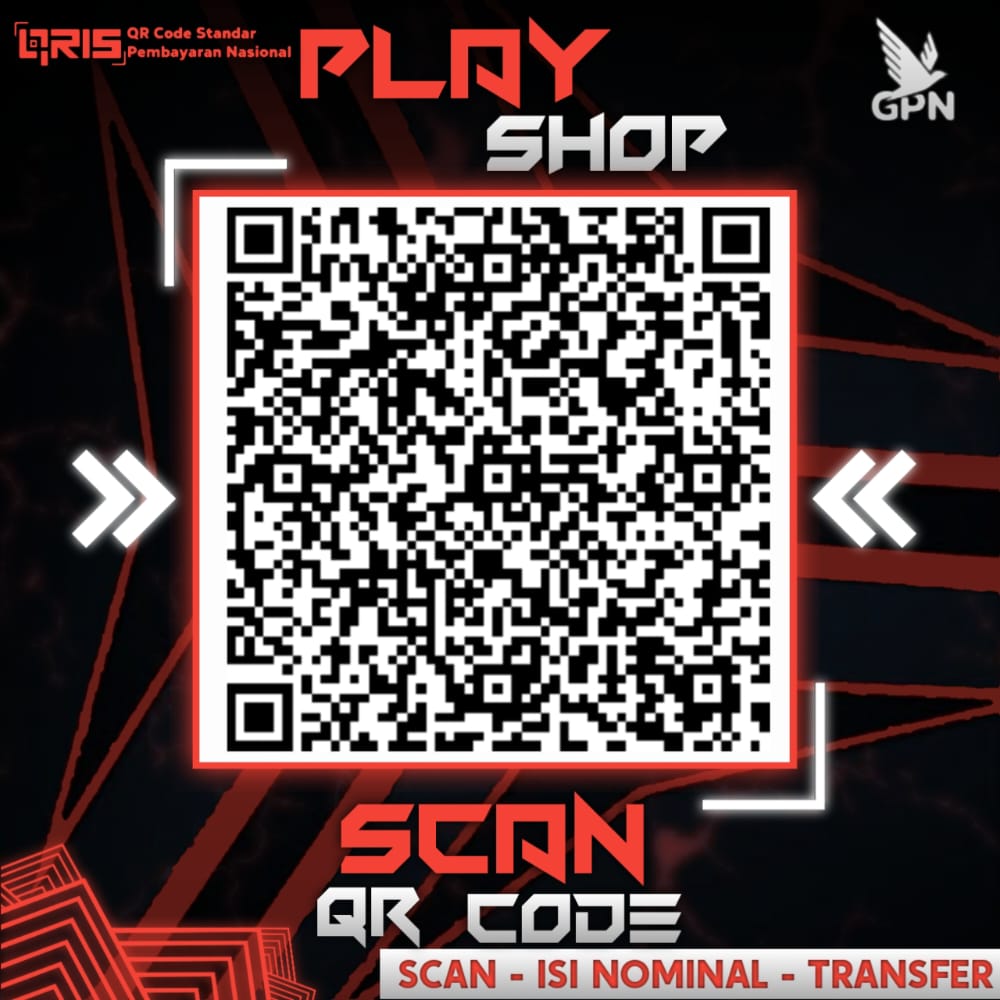 QRIS
QR Code Standar
Pembayaran Nasional
PLAY
SHOP
GPN
SCAN
QR CODE
SCAN - ISI NOMINAL - TRANSFER